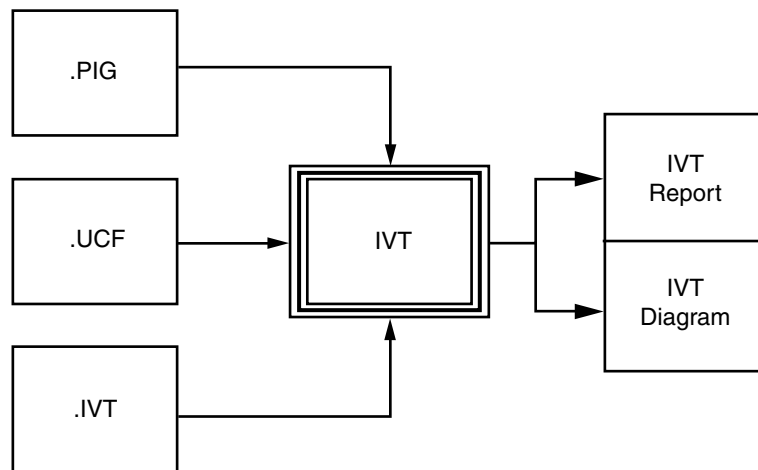 .PIG
.UCF
.IVT
IVT
IVT
Report
IVT
Diagram